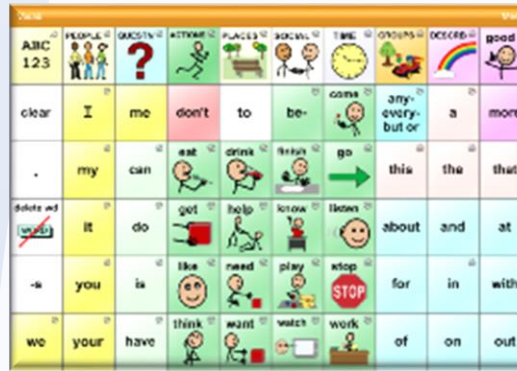 ABC 123 PEOPLE QUESTN ACTIONS PLACES SOCIAL TIME GROUPS DESCRB good
clear I me don't to be- come any- every- but or a more
. my can eat drink finish go this the that
delete wd WORD it do get help know listen about and at
-s you is like need play stop STOP for in with
we your have think want watch work of on out